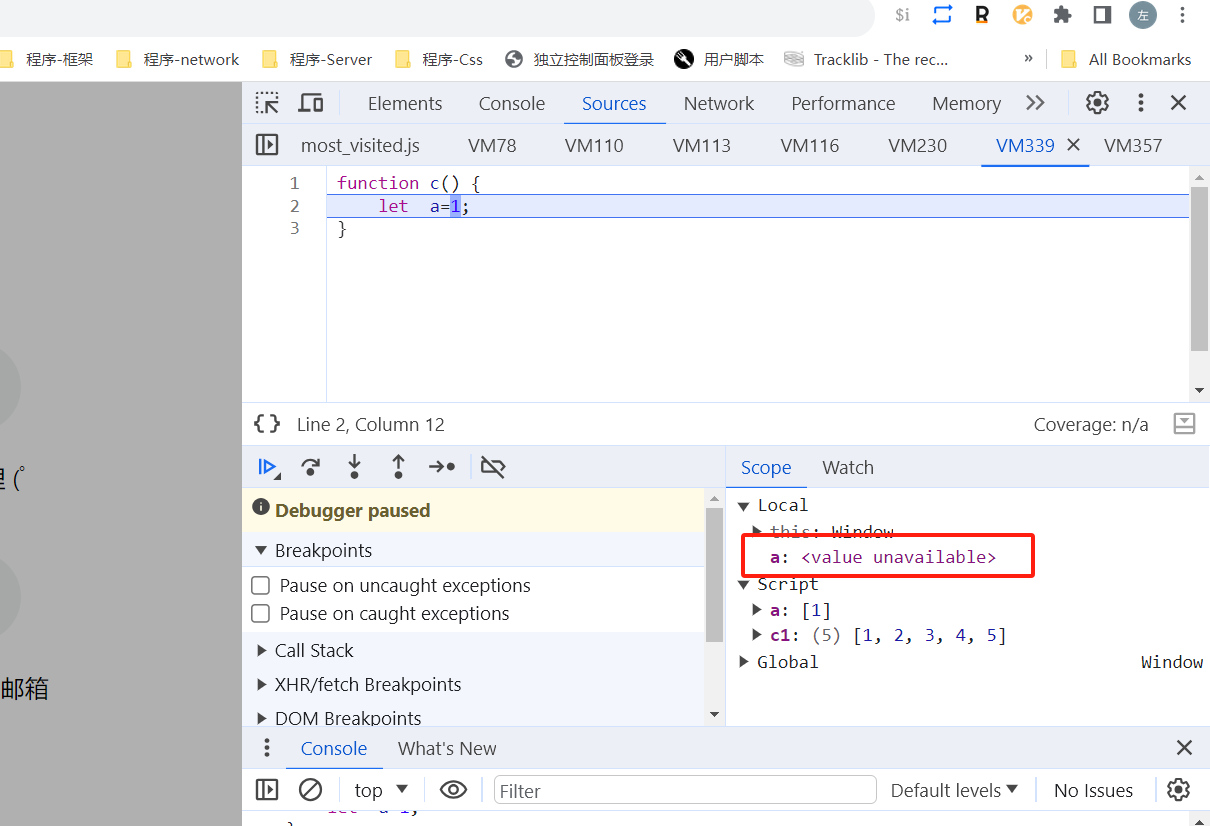 $i R 左
程序-框架 程序-network 程序-Server 程序-Css 独立控制面板登录 用户脚本 Tracklib - The rec... » All Bookmarks
Elements Console Sources Network Performance Memory
most_visited.js VM78 VM110 VM113 VM116 VM230 VM339 VM357
1 function c() {
2 let a=1;
3 }
{} Line 2, Column 12 Coverage: n/a
Scope Watch
Debugger paused
Breakpoints
Pause on uncaught exceptions
Pause on caught exceptions
Call Stack
XHR/fetch Breakpoints
DOM Breakpoints
Local
this: Window
a: <value unavailable>
Script
a: [1]
c1: (5) [1, 2, 3, 4, 5]
Global Window
邮箱
Console What's New
top Filter Default levels No Issues
let a=1;
}